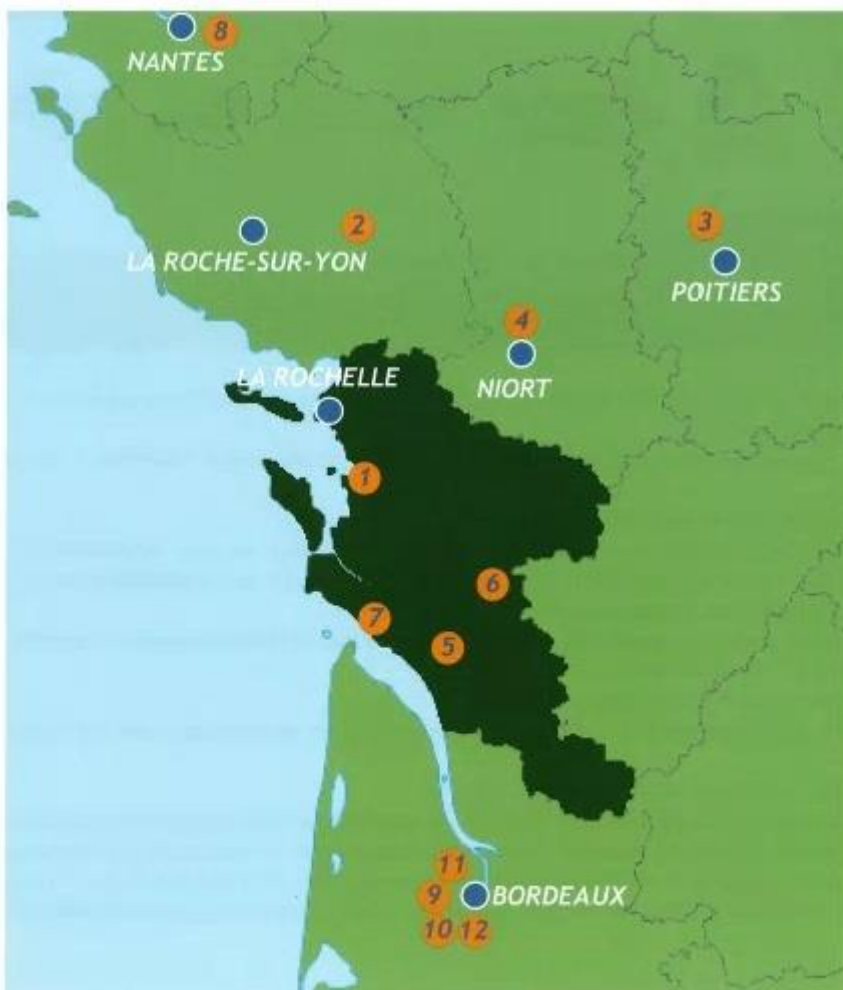 8
NANTES
2
3
LA ROCHE-SUR-YON
POITIERS
4
LA ROCHELLE
NIORT
1
6
7
5
11
9
BORDEAUX
10
12